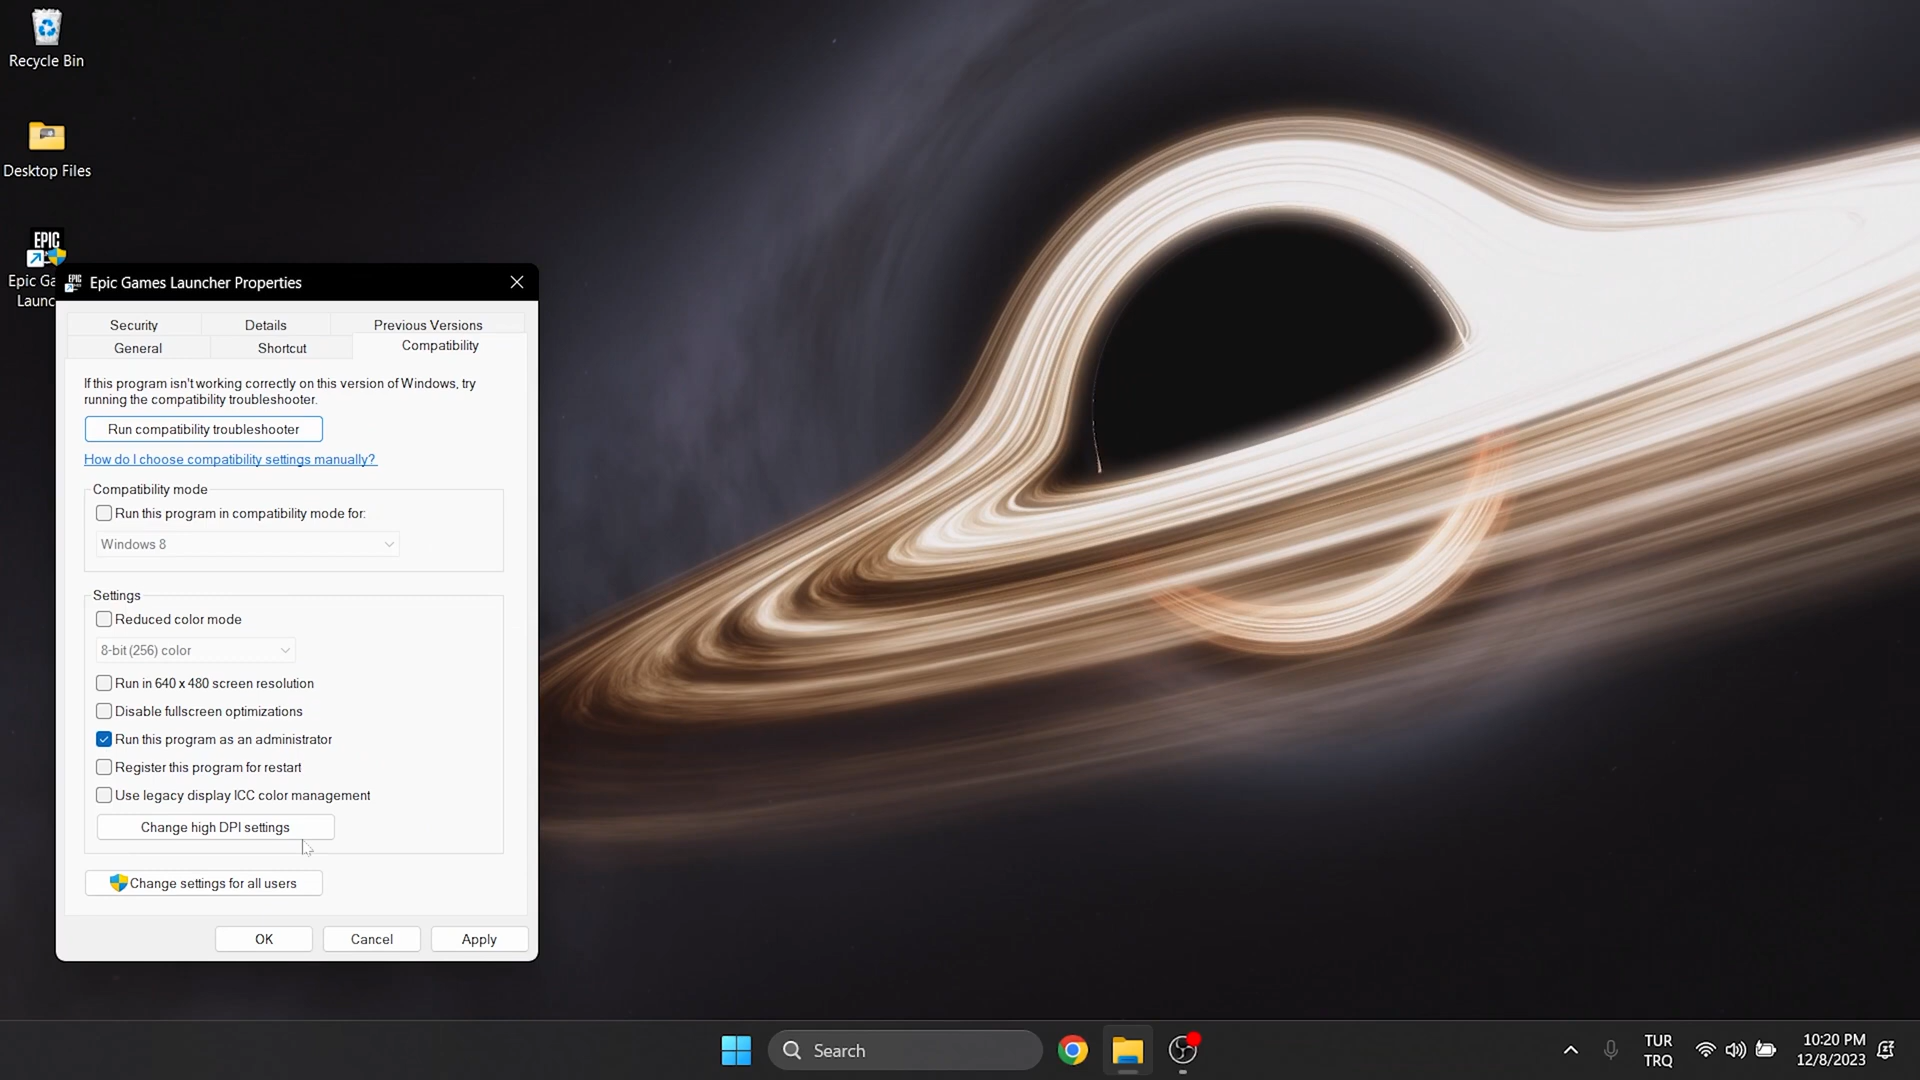 Recycle Bin
Desktop Files
EPIC
Epic Ga
Launc
EPIC
Epic Games Launcher Properties
Security
Details
Previous Versions
General
Shortcut
Compatibility
If this program isn't working correctly on this version of Windows, try
running the compatibility troubleshooter.
Run compatibility troubleshooter
How do I choose compatibility settings manually?
Compatibility mode
Run this program in compatibility mode for:
Windows 8
Settings
Reduced color mode
8-bit (256) color
Run in 640 x 480 screen resolution
Disable fullscreen optimizations
Run this program as an administrator
Register this program for restart
Use legacy display ICC color management
Change high DPI settings
Change settings for all users
OK
Cancel
Apply
Search
TUR
TRQ
10:20 PM
12/8/2023